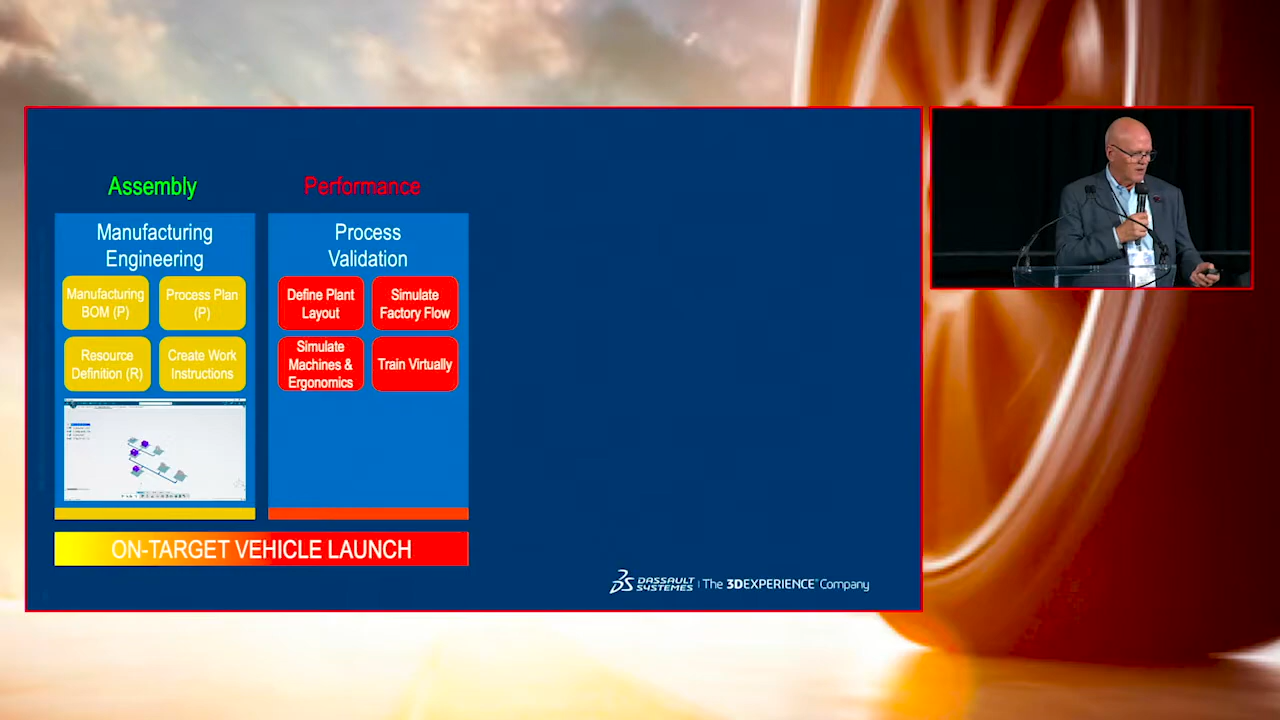 Assembly
Performance
Manufacturing
Engineering
Manufacturing
BOM (P)
Process Plan
(P)
Resource
Definition (R)
Create Work
Instructions
Process
Validation
Define Plant
Layout
Simulate
Factory Flow
Simulate
Machines &
Ergonomics
Train Virtually
ON-TARGET VEHICLE LAUNCH
DASSAULT
SYSTEMES | The 3DEXPERIENCE® Company